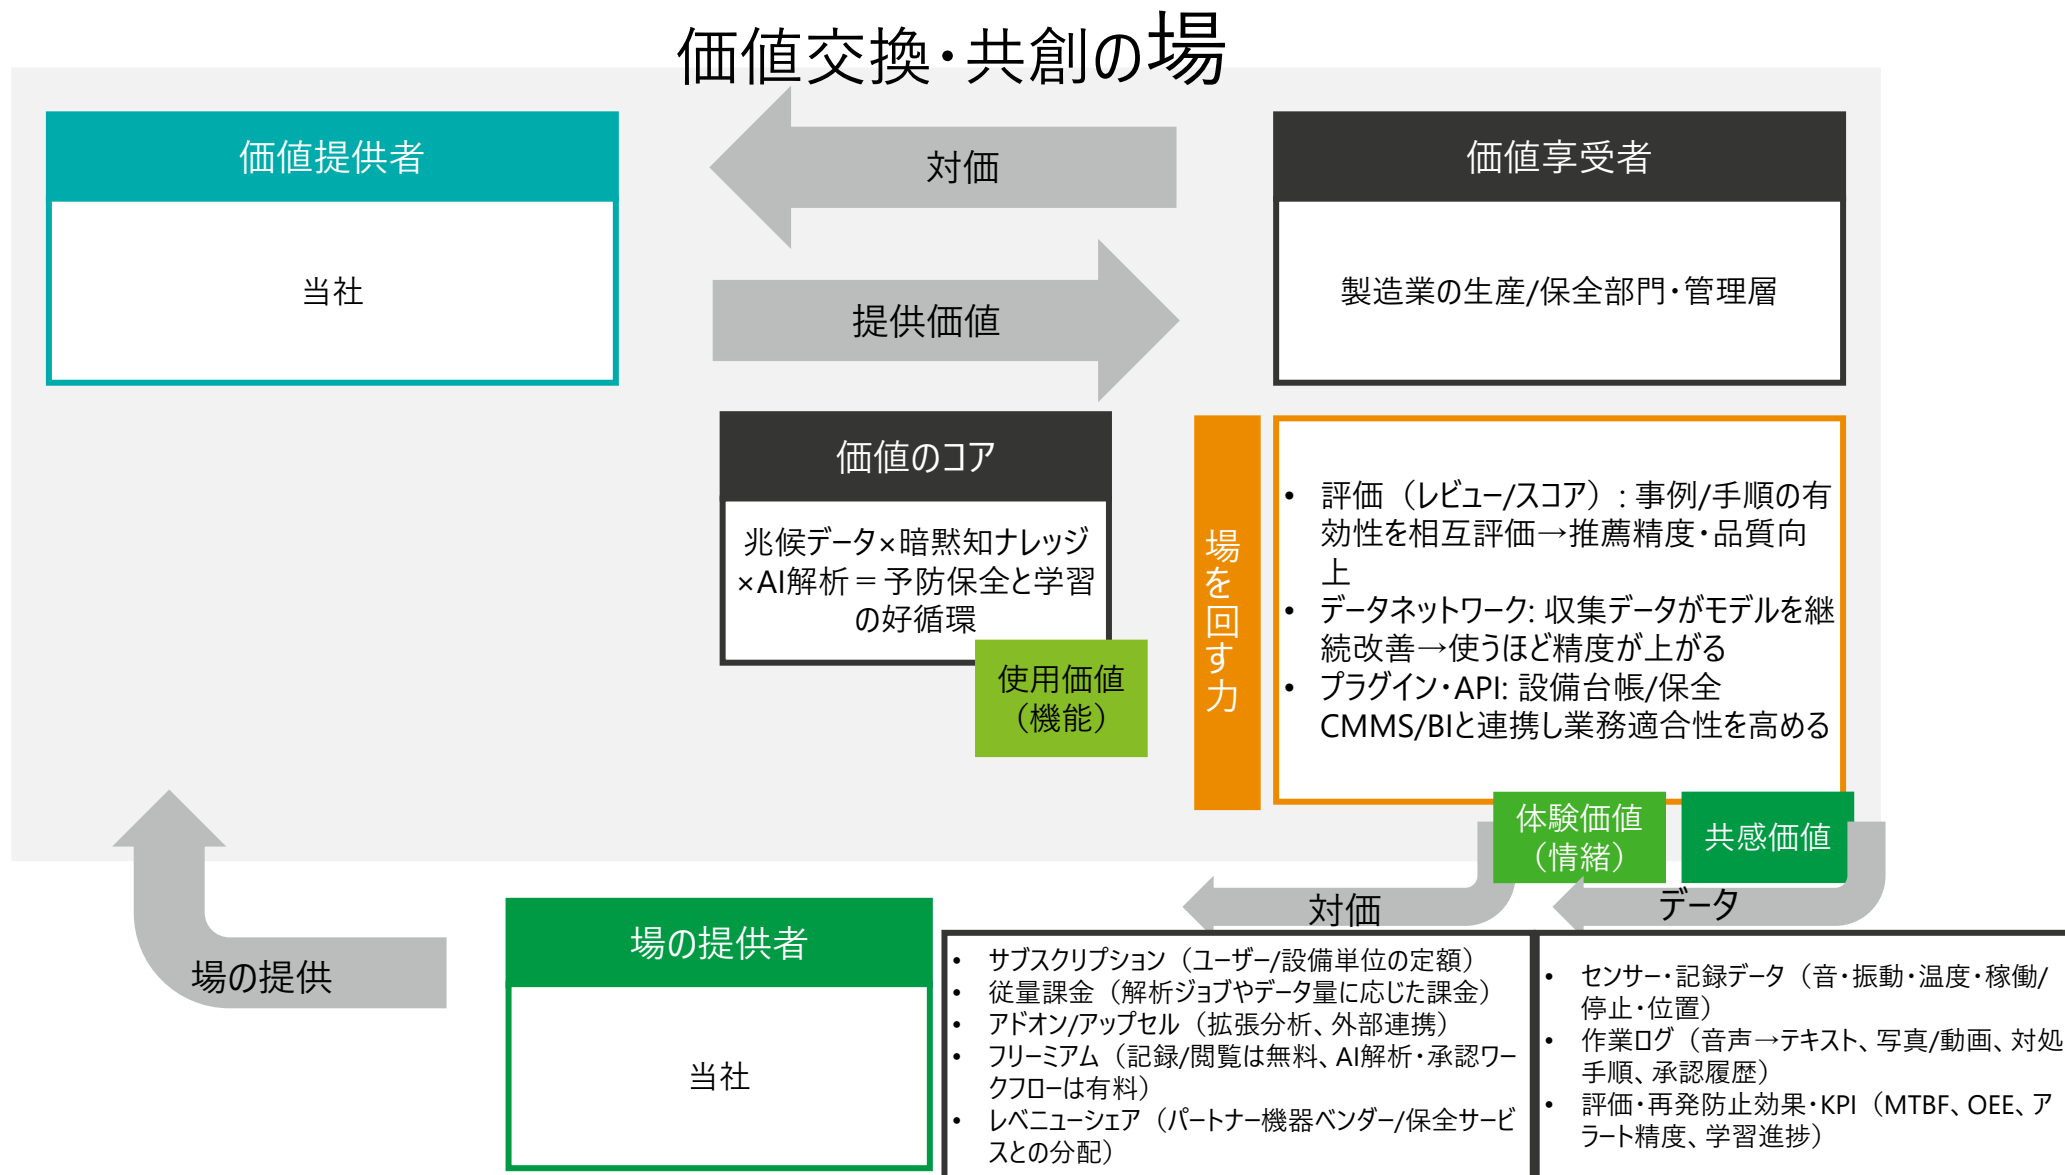 価値交換・共創の場
価値提供者
当社
対価
提供価値
価値享受者
製造業の生産/保全部門・管理層
価値のコア
兆候データ×暗黙知ナレッジ
×AI解析＝予防保全と学習
の好循環
使用価値
（機能）
場を回す力
• 評価（レビュー/スコア）: 事例/手順の有
効性を相互評価→推薦精度・品質向
上
• データネットワーク: 収集データがモデルを継
続改善→使うほど精度が上がる
• プラグイン・API: 設備台帳/保全
CMMS/BIと連携し業務適合性を高める
体験価値
（情緒）
共感価値
場の提供
場の提供者
当社
対価
• サブスクリプション（ユーザー/設備単位の定額）
• 従量課金（解析ジョブやデータ量に応じた課金）
• アドオン/アップセル（拡張分析、外部連携）
• フリーミアム（記録/閲覧は無料、AI解析・承認ワー
クフローは有料）
• レベニューシェア（パートナー機器ベンダー/保全サービ
スとの分配）
データ
• センサー・記録データ（音・振動・温度・稼働/
停止・位置）
• 作業ログ（音声→テキスト、写真/動画、対処
手順、承認履歴）
• 評価・再発防止効果・KPI（MTBF、OEE、ア
ラート精度、学習進捗）